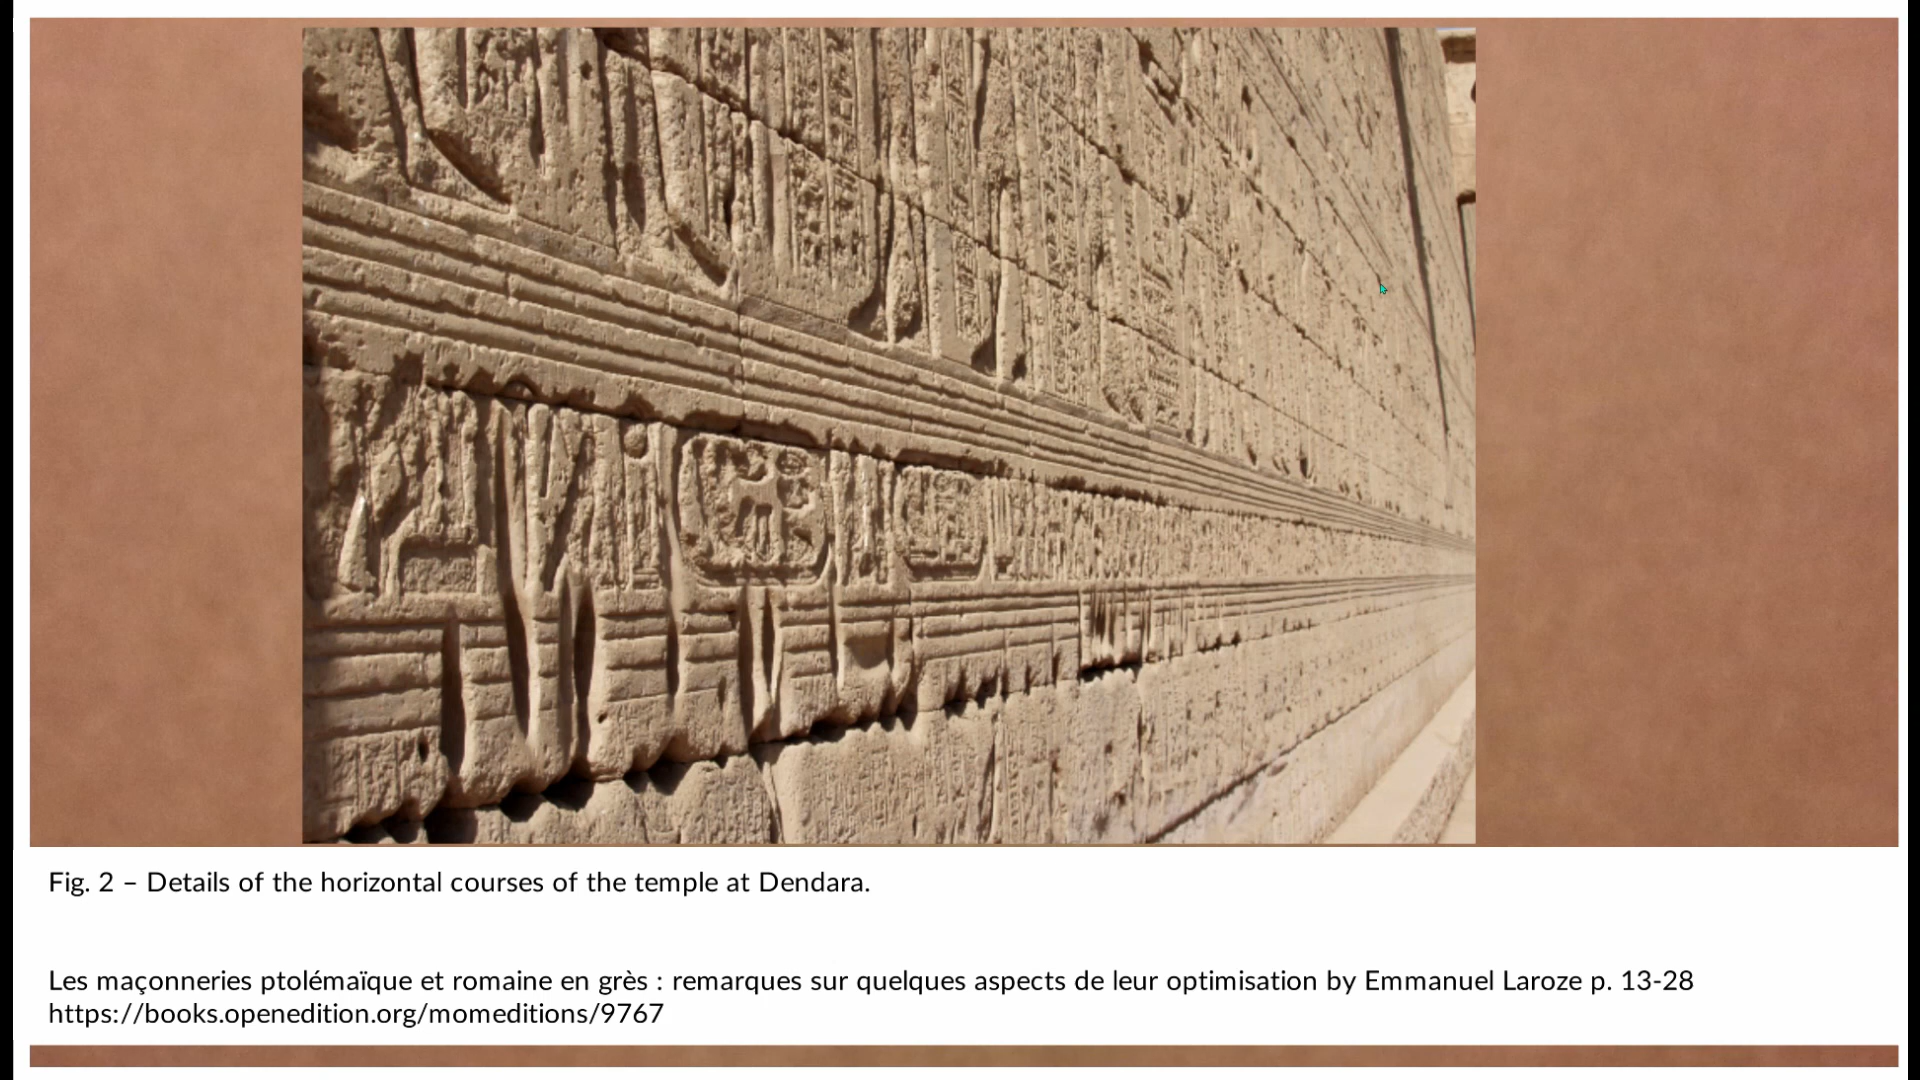 Fig. 2 – Details of the horizontal courses of the temple at Dendara.
Les maçonneries ptolémaïque et romaine en grès : remarques sur quelques aspects de leur optimisation by Emmanuel Laroze p. 13-28
https://books.openedition.org/momeditions/9767